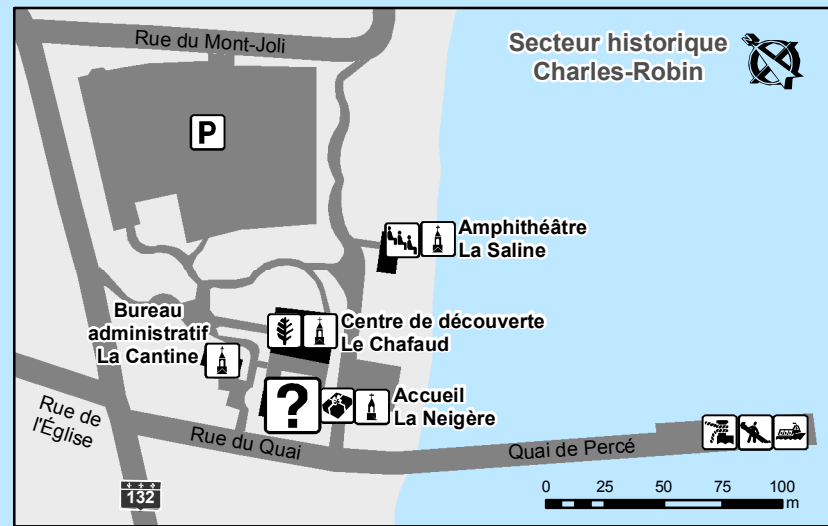 Rue du Mont-Joli
Secteur historique
Charles-Robin
P
Amphithéâtre
La Saline
Bureau
administratif
La Cantine
Centre de découverte
Le Chafaud
?
Accueil
La Neigère
Rue de
l'Église
Rue du Quai
Quai de Percé
132
0 25 50 75 100
m